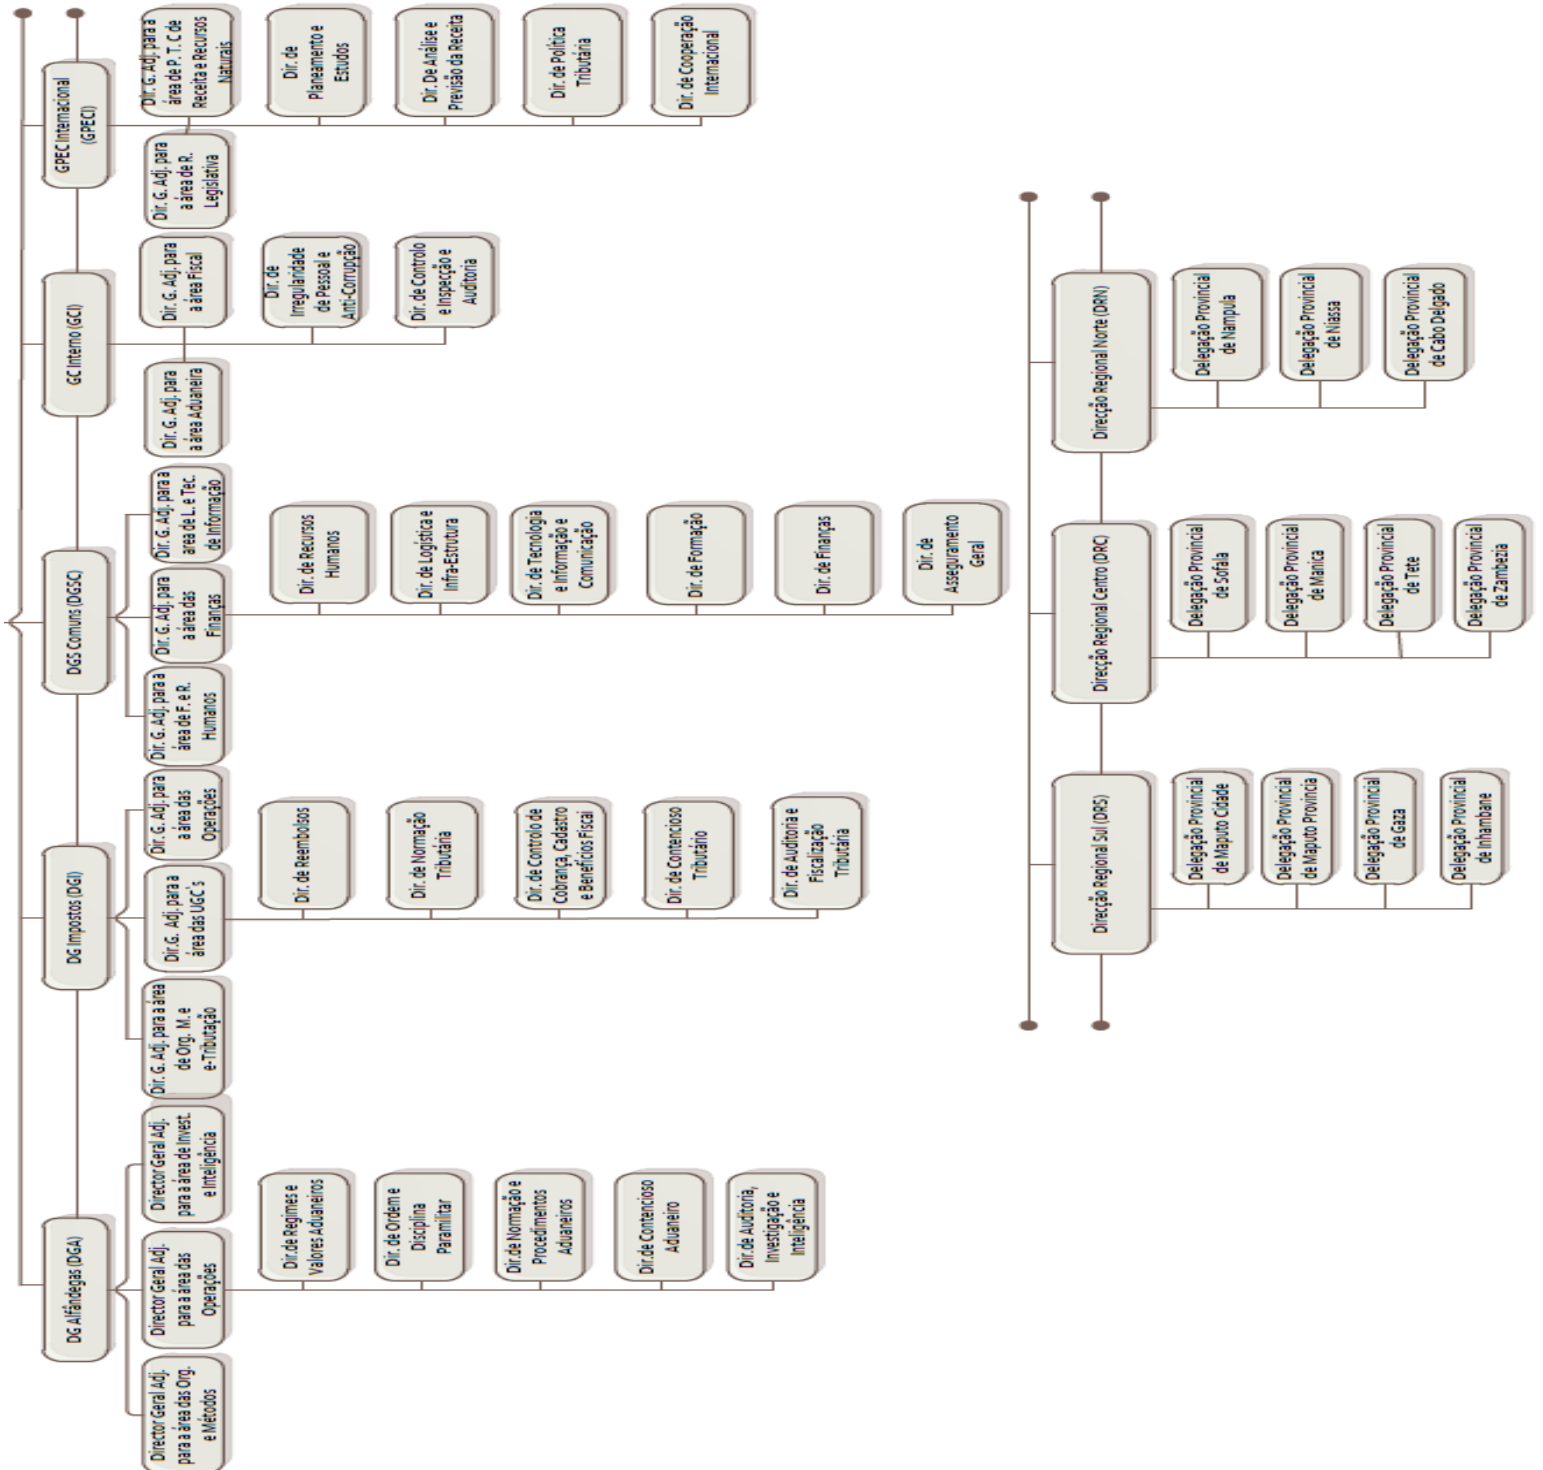 DG Alfândegas (DGA)
DG Impostos (DGI)
DGS Comuns (DGSC)
GC Interno (GCI)
GPEC Internacional
(GPECI)
Director Geral Adj.
para a área das Org.
e Métodos
Director Geral Adj.
para a área das
Operações
Director Geral Adj.
para a área de Invest.
e Inteligência
Dir. G. Adj. para a área
de Org. M. e
e-Tributação
Dir.G. Adj. para a
área das UGC`s
Dir. G. Adj. para
a área das
Operações
Dir. G. Adj. para a
área de F. e R.
Humanos
Dir. G. Adj. para
a área das
Finanças
Dir. G. Adj. para a
area de L. e Tec.
de Informação
Dir. G. Adj. para
a área Aduaneira
Dir. G. Adj. para
a área Fiscal
Dir. G. Adj. para
a área de R.
Legislativa
Dir. G. Adj. para a
área de P. T. C de
Receita e Recursos
Naturais
Dir.de Regimes e
Valores Aduaneiros
Dir. de Ordem e
Disciplina
Paramilitar
Dir.de Normação e
Procedimentos
Aduaneiros
Dir.de Contencioso
Aduaneiro
Dir.de Auditoria,
Investigação e
Inteligência
Dir. de Reembolsos
Dir. de Normação
Tributária
Dir. de Controlo de
Cobrança, Cadastro
e Benefícios Fiscai
Dir. de Contencioso
Tributário
Dir. de Auditoria e
Fiscalização
Tributária
Dir. de Recursos
Humanos
Dir. de Logística e
Infra-Estrutura
Dir. de Tecnologia
e Informação e
Comunicação
Dir. de Formação
Dir. de Finanças
Dir. de
Asseguramento
Geral
Dir. de
Irregularidade
de Pessoal e
Anti-Corrupção
Dir. de Controlo
e Inspecção e
Auditoria
Dir. de
Planeamento e
Estudos
Dir. De Análise e
Previsão da Receita
Dir. de Política
Tributária
Dir. de Cooperação
Internacional
Direcção Regional Sul (DRS)
Direcção Regional Centro (DRC)
Direcção Regional Norte (DRN)
Delegação Provincial
de Maputo Cidade
Delegação Provincial
de Maputo Provincia
Delegação Provincial
de Gaza
Delegação Provincial
de Inhambane
Delegação Provincial
de Sofala
Delegação Provincial
de Manica
Delegação Provincial
de Tete
Delegação Provincial
de Zambezia
Delegação Provincial
de Nampula
Delegação Provincial
de Niassa
Delegação Provincial
de Cabo Delgado